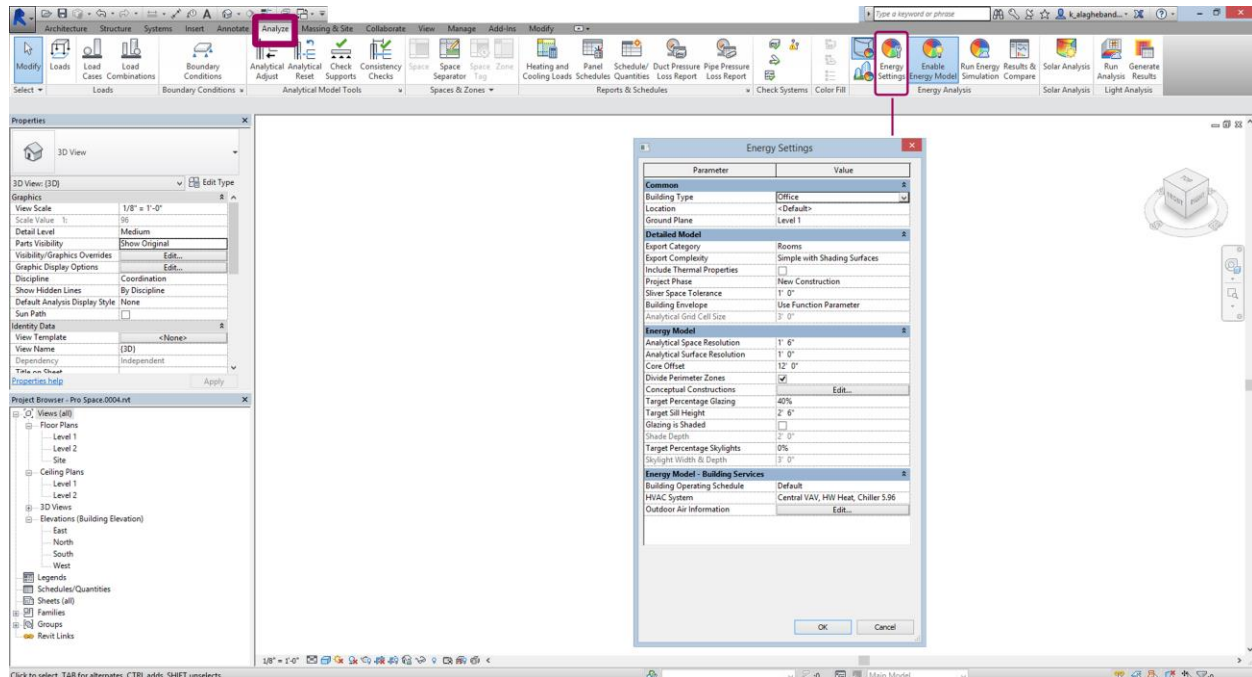 Type a keyword or phrase
k_alagheband...
Architecture Structure Systems Insert Annotate Analyze Massing & Site Collaborate View Manage Add-Ins Modify
Modify Loads Load Cases Load Combinations Boundary Conditions Analytical Adjust Analytical Reset Check Supports Consistency Checks Space Space Separator Space Tag Zone Heating and Cooling Loads Panel Schedules Schedule/ Quantities Duct Pressure Loss Report Pipe Pressure Loss Report Energy Settings Enable Energy Model Run Energy Simulation Results & Compare Solar Analysis Run Analysis Generate Results
Select Loads Boundary Conditions Analytical Model Tools Spaces & Zones Reports & Schedules Check Systems Color Fill Energy Analysis Solar Analysis Light Analysis
Properties
3D View
3D View: {3D} Edit Type
Graphics
View Scale 1/8" = 1'-0"
Scale Value 1: 96
Detail Level Medium
Parts Visibility Show Original
Visibility/Graphics Overrides Edit...
Graphic Display Options Edit...
Discipline Coordination
Show Hidden Lines By Discipline
Default Analysis Display Style None
Sun Path
Identity Data
View Template <None>
View Name {3D}
Dependency Independent
Title on Sheet
Properties help Apply
Project Browser - Pro Space.0004.rvt
Views (all)
Floor Plans
Level 1
Level 2
Site
Ceiling Plans
Level 1
Level 2
3D Views
Elevations (Building Elevation)
East
North
South
West
Legends
Schedules/Quantities
Sheets (all)
Families
Groups
Revit Links
Energy Settings
Parameter Value
Common
Building Type Office
Location <Default>
Ground Plane Level 1
Detailed Model
Export Category Rooms
Export Complexity Simple with Shading Surfaces
Include Thermal Properties
Project Phase New Construction
Sliver Space Tolerance 1' 0"
Building Envelope Use Function Parameter
Analytical Grid Cell Size 3' 0"
Energy Model
Analytical Space Resolution 1' 6"
Analytical Surface Resolution 1' 0"
Core Offset 12' 0"
Divide Perimeter Zones
Conceptual Constructions Edit...
Target Percentage Glazing 40%
Target Sill Height 2' 6"
Glazing is Shaded
Shade Depth 2' 0"
Target Percentage Skylights 0%
Skylight Width & Depth 3' 0"
Energy Model - Building Services
Building Operating Schedule Default
HVAC System Central VAV, HW Heat, Chiller 5.96
Outdoor Air Information Edit...
OK Cancel
TOP
FRONT
1/8" = 1'-0"
Click to select, TAB for alternates, CTRL adds, SHIFT unselects.
:0 Main Model